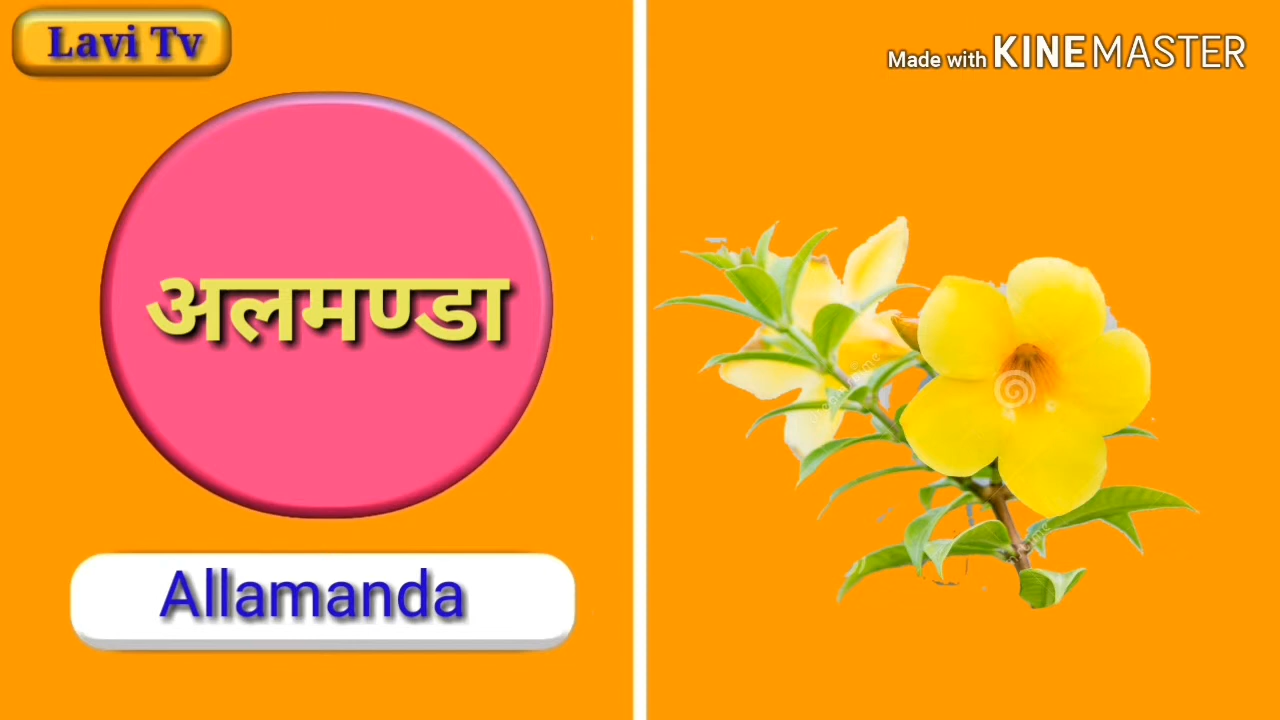 Lavi Tv
Made with KINEMASTER
अलमण्डा
Allamanda